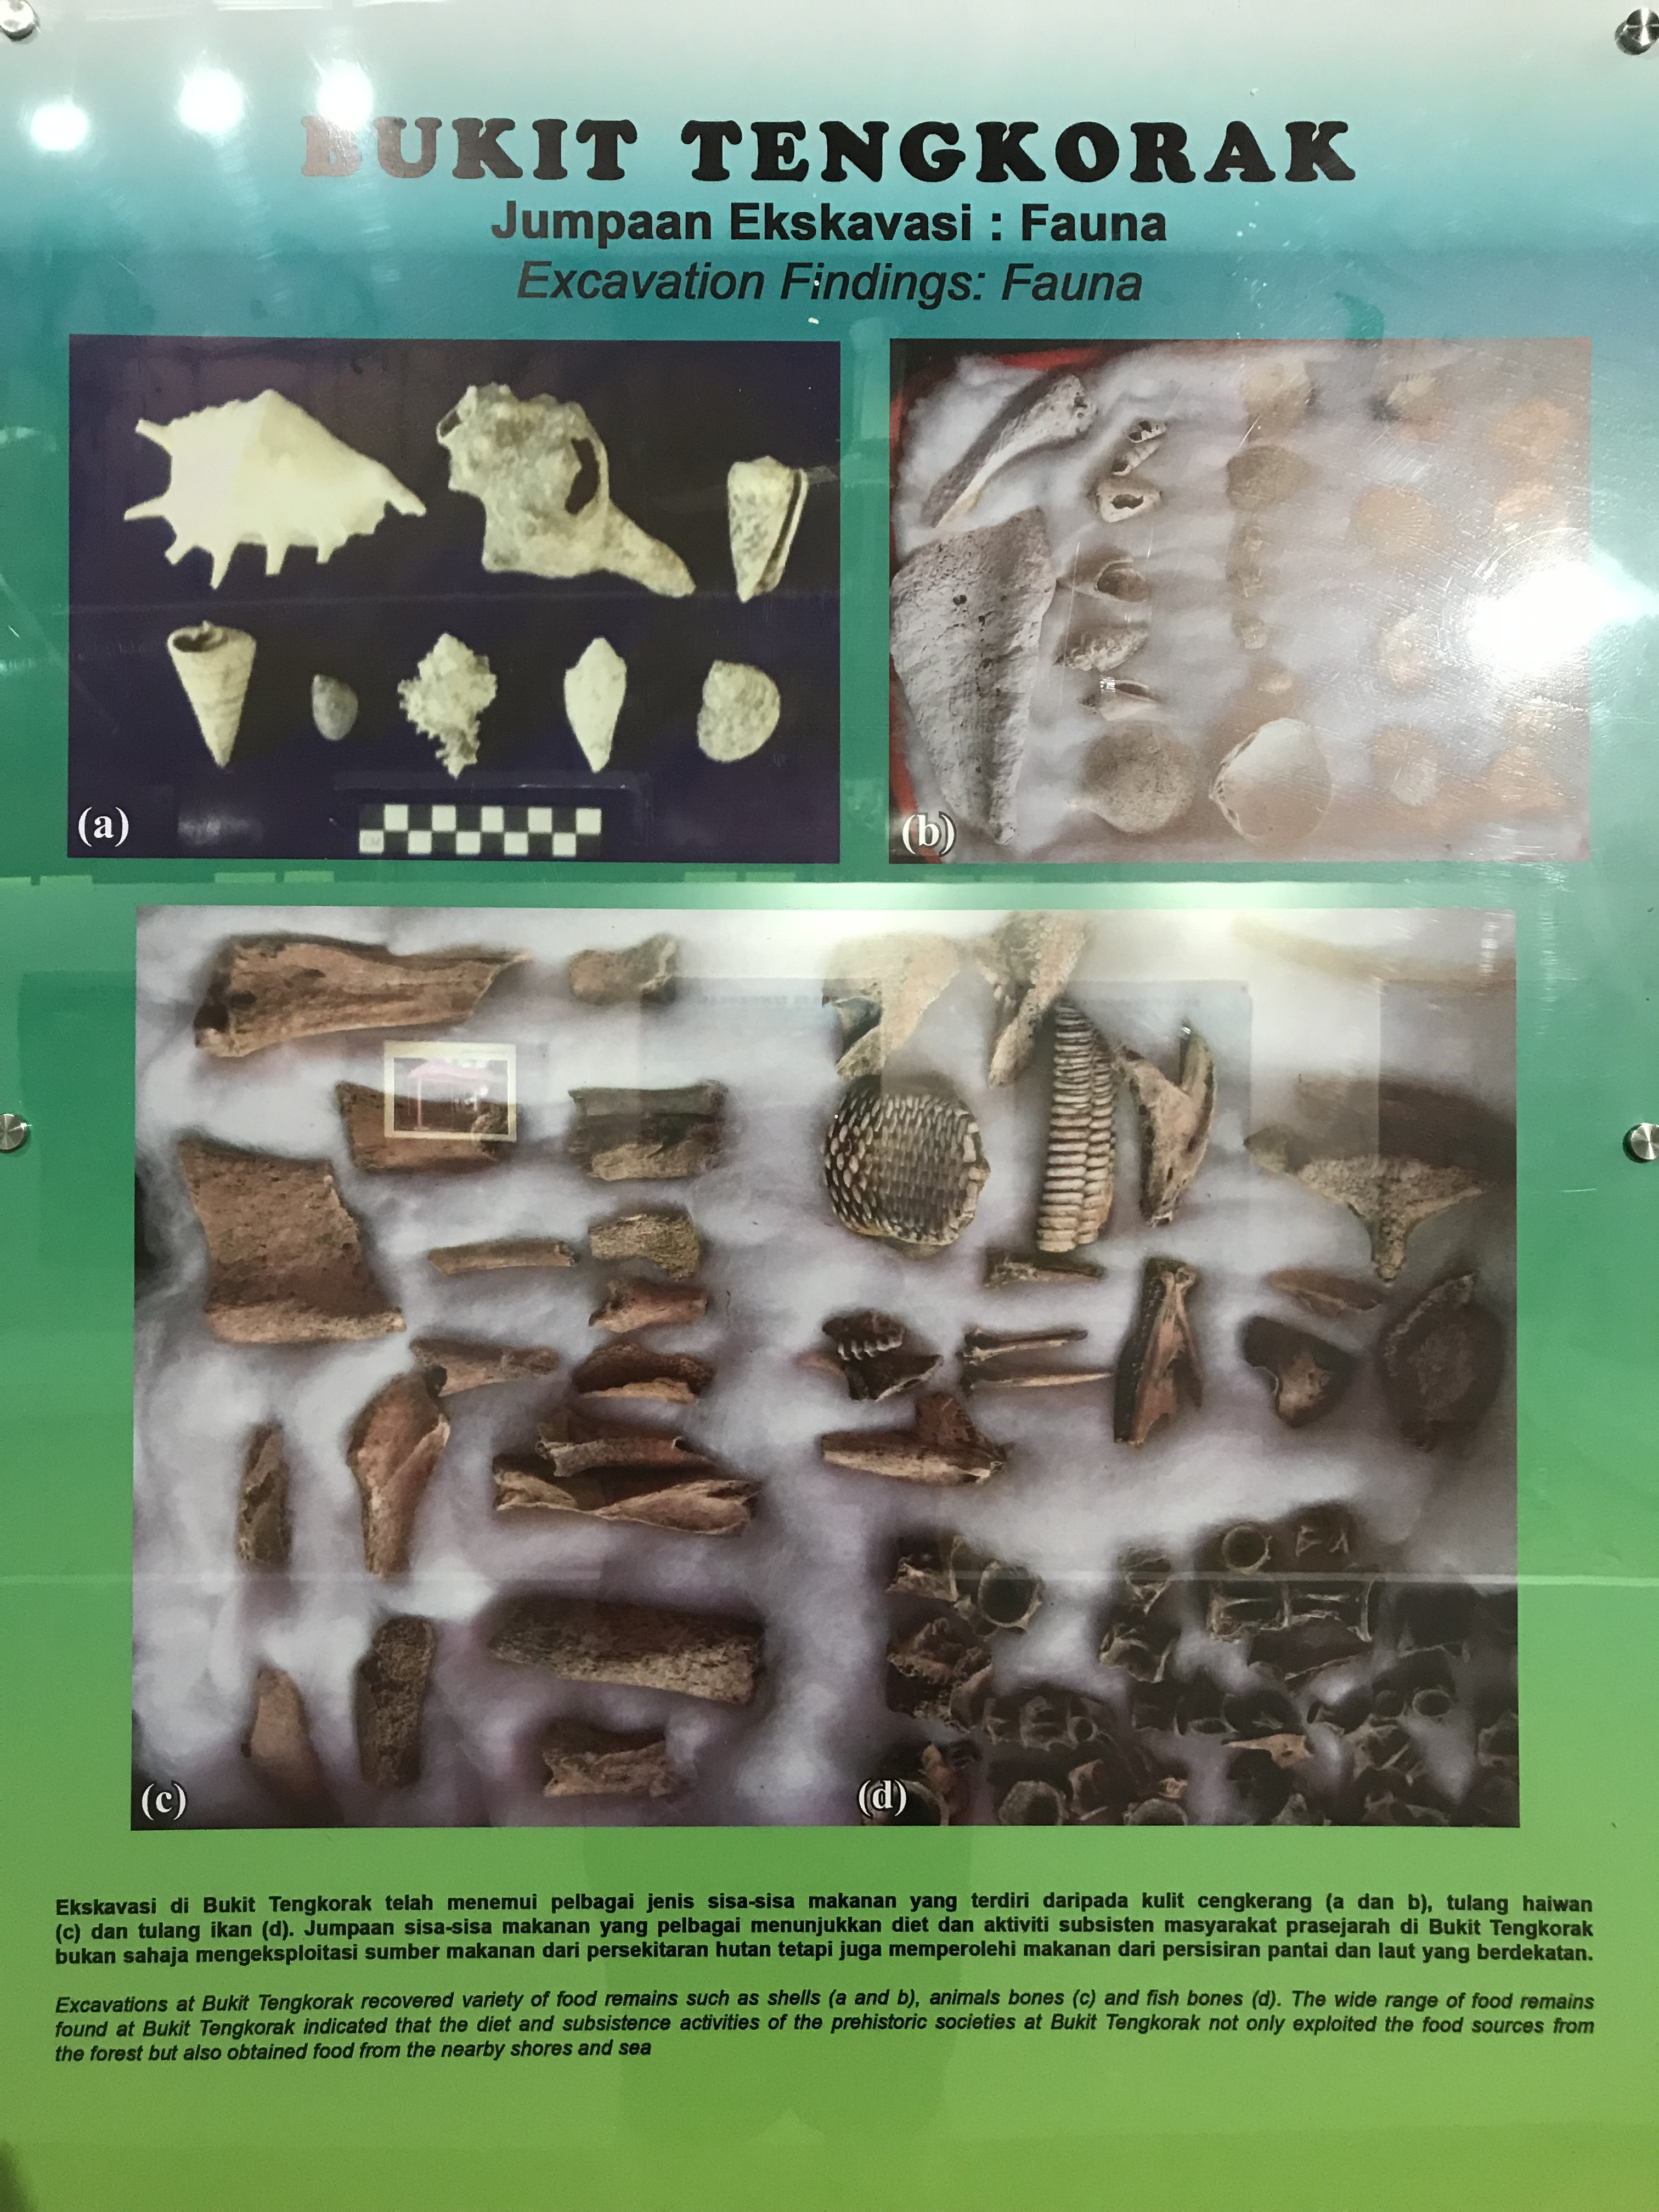 BUKIT TENGKORAK
Jumpaan Ekskavasi : Fauna
Excavation Findings: Fauna
(a)
(b)
CM
(c)
(d)
Ekskavasi di Bukit Tengkorak telah menemui pelbagai jenis sisa-sisa makanan yang terdiri daripada kulit cengkerang (a dan b), tulang haiwan
(c) dan tulang ikan (d). Jumpaan sisa-sisa makanan yang pelbagai menunjukkan diet dan aktiviti subsisten masyarakat prasejarah di Bukit Tengkorak
bukan sahaja mengeksploitasi sumber makanan dari persekitaran hutan tetapi juga memperolehi makanan dari persisiran pantai dan laut yang berdekatan.
Excavations at Bukit Tengkorak recovered variety of food remains such as shells (a and b), animals bones (c) and fish bones (d). The wide range of food remains
found at Bukit Tengkorak indicated that the diet and subsistence activities of the prehistoric societies at Bukit Tengkorak not only exploited the food sources from
the forest but also obtained food from the nearby shores and sea